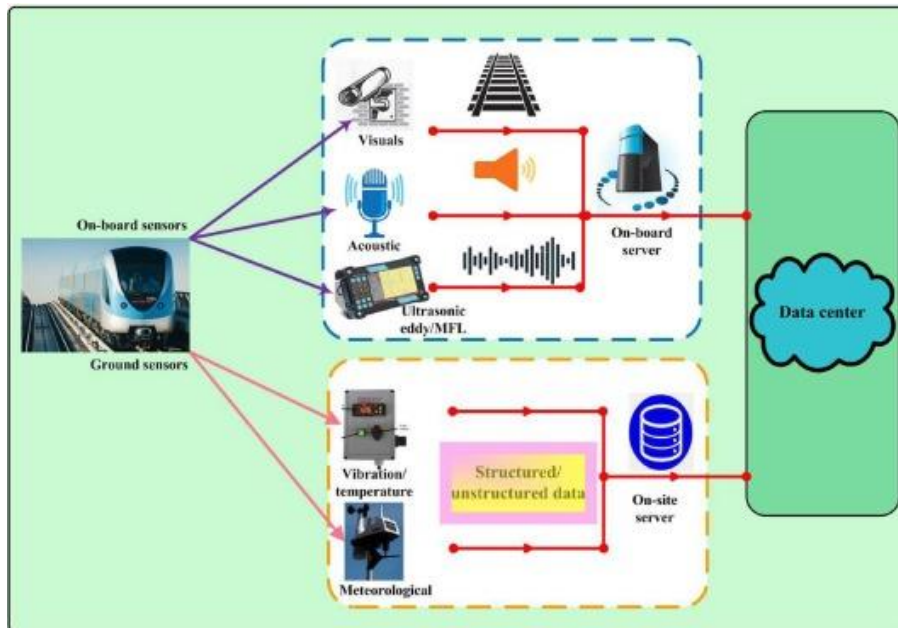 On-board sensors
Ground sensors
Visuals
Acoustic
Ultrasonic
eddy/MFL
On-board
server
Vibration/
temperature
Meteorological
Structured/
unstructured data
On-site
server
Data center